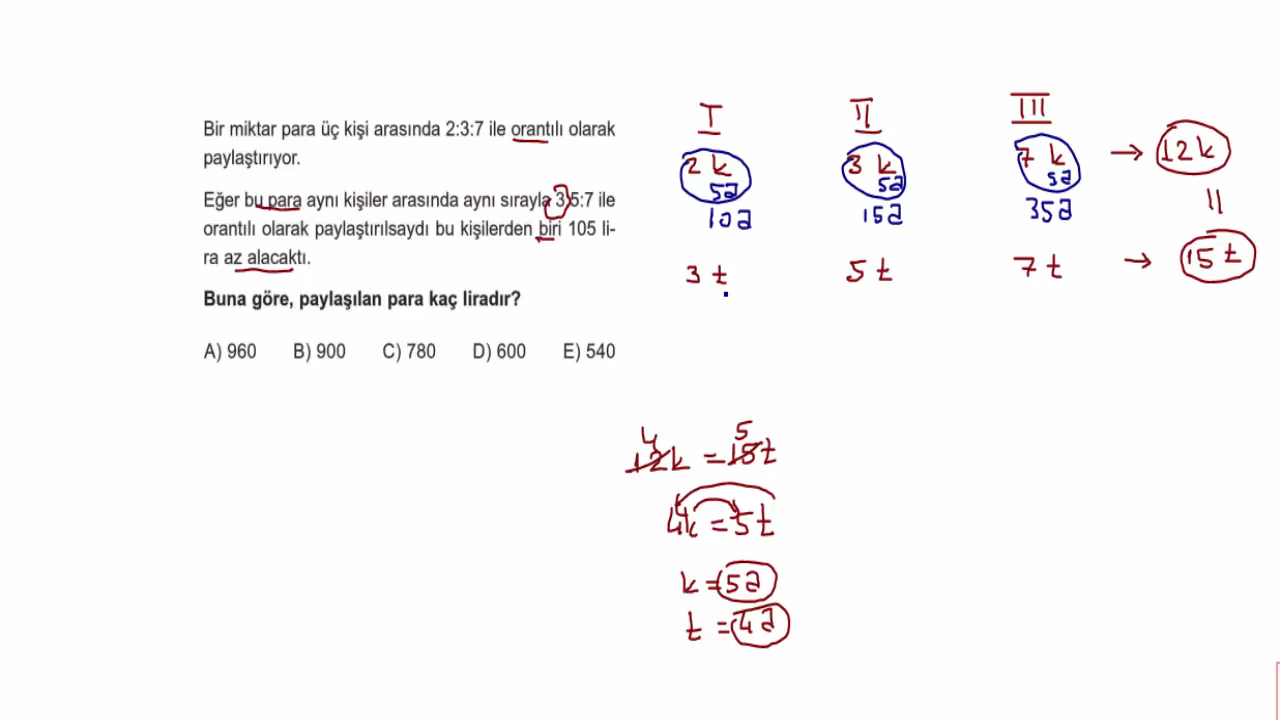 Bir miktar para üç kişi arasında 2:3:7 ile orantılı olarak
paylaştırıyor.
Eğer bu para aynı kişiler arasında aynı sırayla 3:5:7 ile
orantılı olarak paylaştırılsaydı bu kişilerden biri 105 li-
ra az alacaktı.
Buna göre, paylaşılan para kaç liradır?
A) 960 B) 900 C) 780 D) 600 E) 540
I II III
2k 3k 7k → 12k
5a 5a 5a
10a 15a 35a
=
3t 5t 7t → 15t
4 5
12k = 15t
4k = 5t
k = 5a
t = 4a